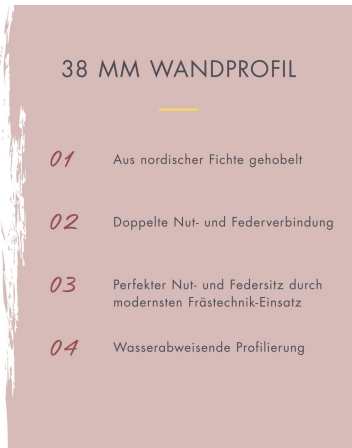 38 MM WANDPROFIL
01 Aus nordischer Fichte gehobelt
02 Doppelte Nut- und Federverbindung
03 Perfekter Nut- und Federsitz durch
modernsten Frästechnik-Einsatz
04 Wasserabweisende Profilierung